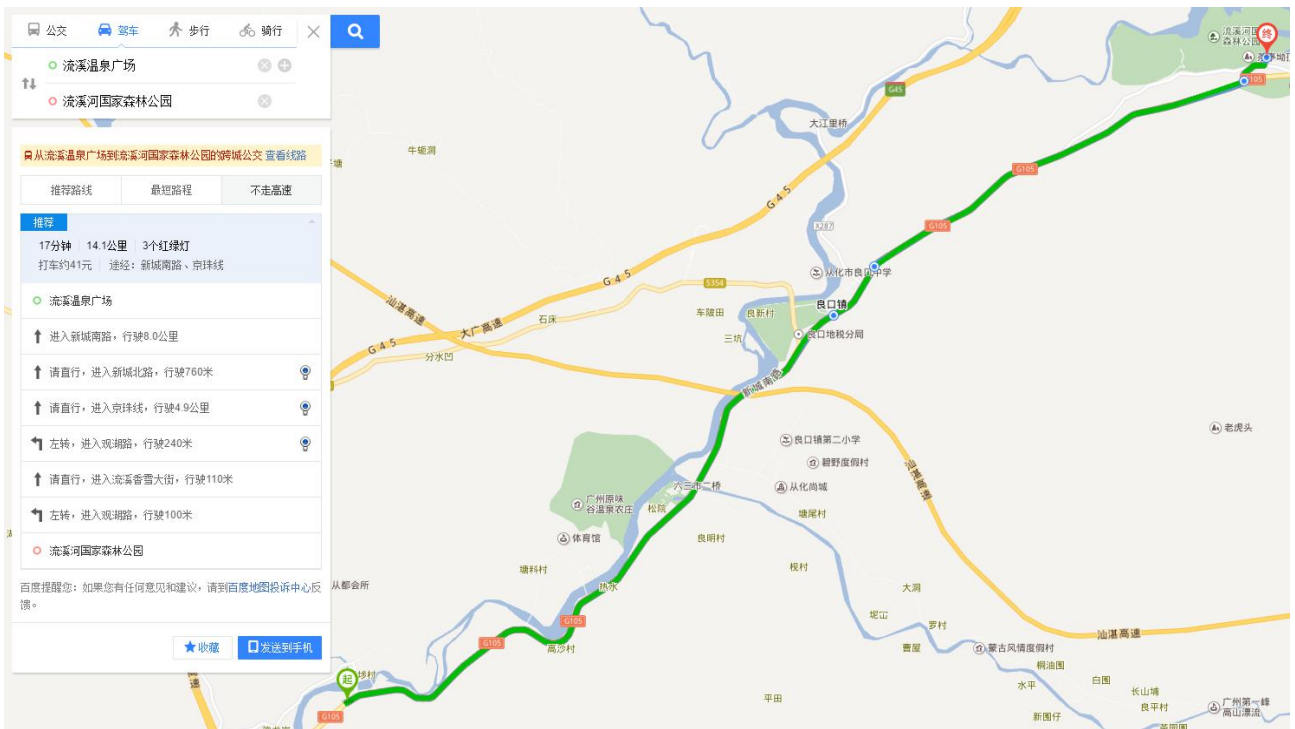 公交
驾车
步行
骑行
流溪温泉广场
流溪河国家森林公园
从流溪温泉广场到流溪河国家森林公园的跨城公交 查看线路
推荐路线
最短路程
不走高速
推荐
17分钟 14.1公里 3个红绿灯
打车约41元 途经：新城南路、京珠线
流溪温泉广场
进入新城南路，行驶8.0公里
请直行，进入新城北路，行驶760米
请直行，进入京珠线，行驶4.9公里
左转，进入观湖路，行驶240米
请直行，进入流溪香雪大街，行驶110米
左转，进入观湖路，行驶100米
流溪河国家森林公园
百度提醒您：如果您有任何意见和建议，请到百度地图投诉中心反
馈。
收藏
发送到手机
终
森林公园
G105
G45
大江里桥
牛轭洞
G105
G45
X287
G105
从化市良口中学
G45
S354
良口镇
汕湛高速
大广高速
石床
车陂田
良新村
良口地税分局
三坑
G45
分水凹
新城南路
良口镇第二小学
老虎头
碧野度假村
汕湛高速
六三市二桥
从化尚城
广州原味
谷温泉农庄
松院
塘尾村
体育馆
良明村
塘料村
枧村
从都会所
热水
大洞
G105
罗村
汕湛高速
G105
高沙村
曹屋
蒙古风情度假村
桐油围
起
水平
白围
平田
长山埔
良平村
广州第一峰
高山漂流
G105
新围仔